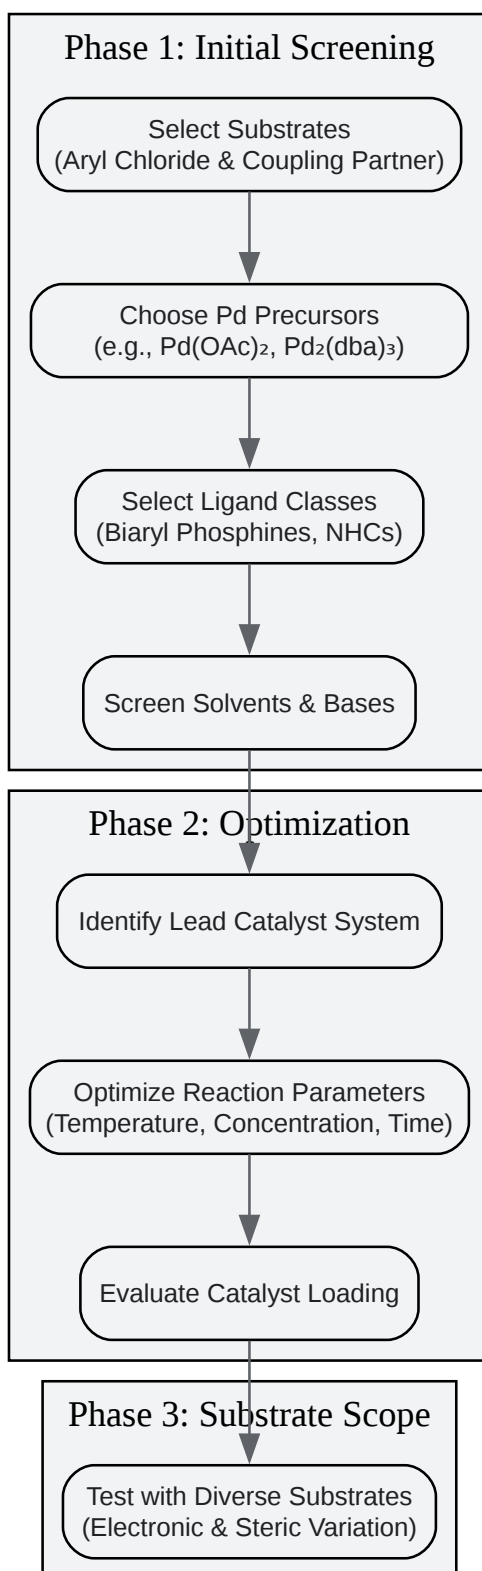 Phase 1: Initial Screening
Select Substrates
(Aryl Chloride & Coupling Partner)
Choose Pd Precursors
(e.g., Pd(OAc)₂, Pd₂(dba)₃)
Select Ligand Classes
(Biaryl Phosphines, NHCs)
Screen Solvents & Bases
Phase 2: Optimization
Identify Lead Catalyst System
Optimize Reaction Parameters
(Temperature, Concentration, Time)
Evaluate Catalyst Loading
Phase 3: Substrate Scope
Test with Diverse Substrates
(Electronic & Steric Variation)